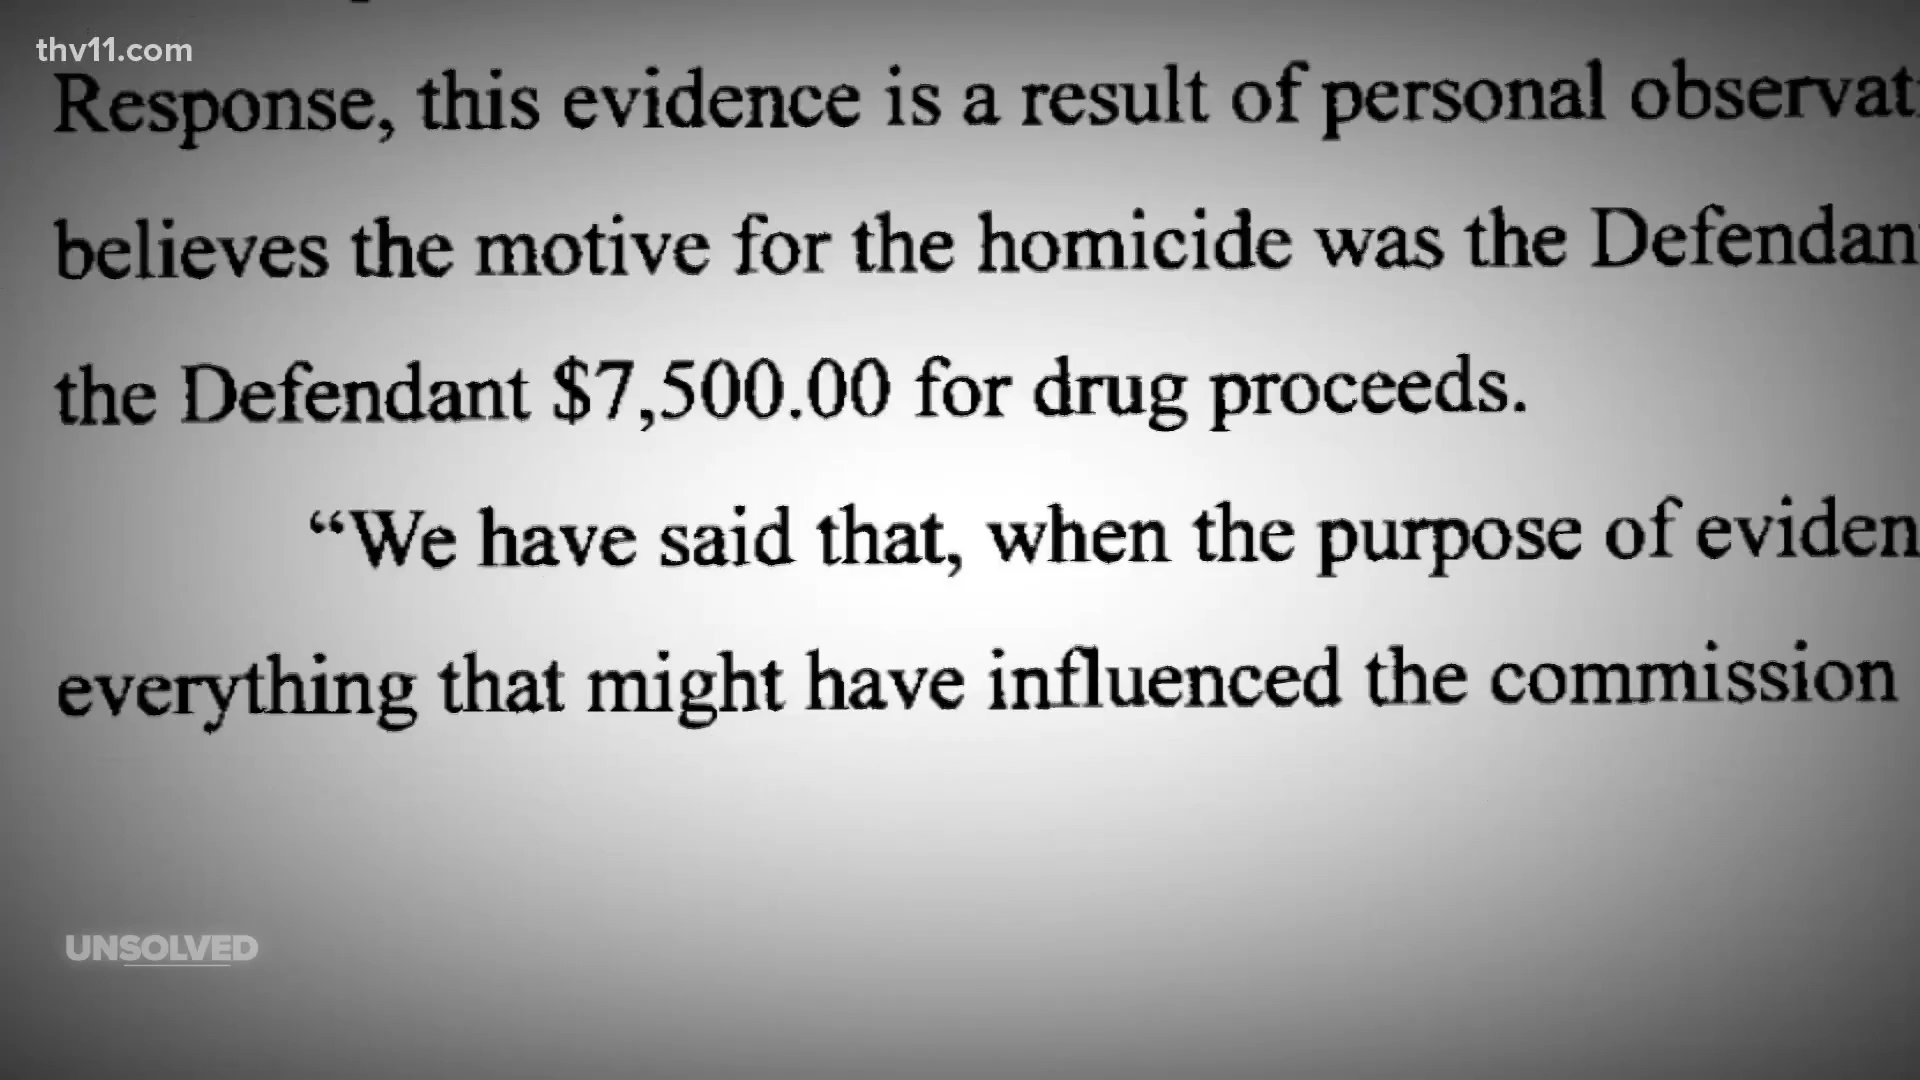 thv11.com
Response, this evidence is a result of personal observat
believes the motive for the homicide was the Defendan
the Defendant $7,500.00 for drug proceeds.
“We have said that, when the purpose of eviden
everything that might have influenced the commission
UNSOLVED